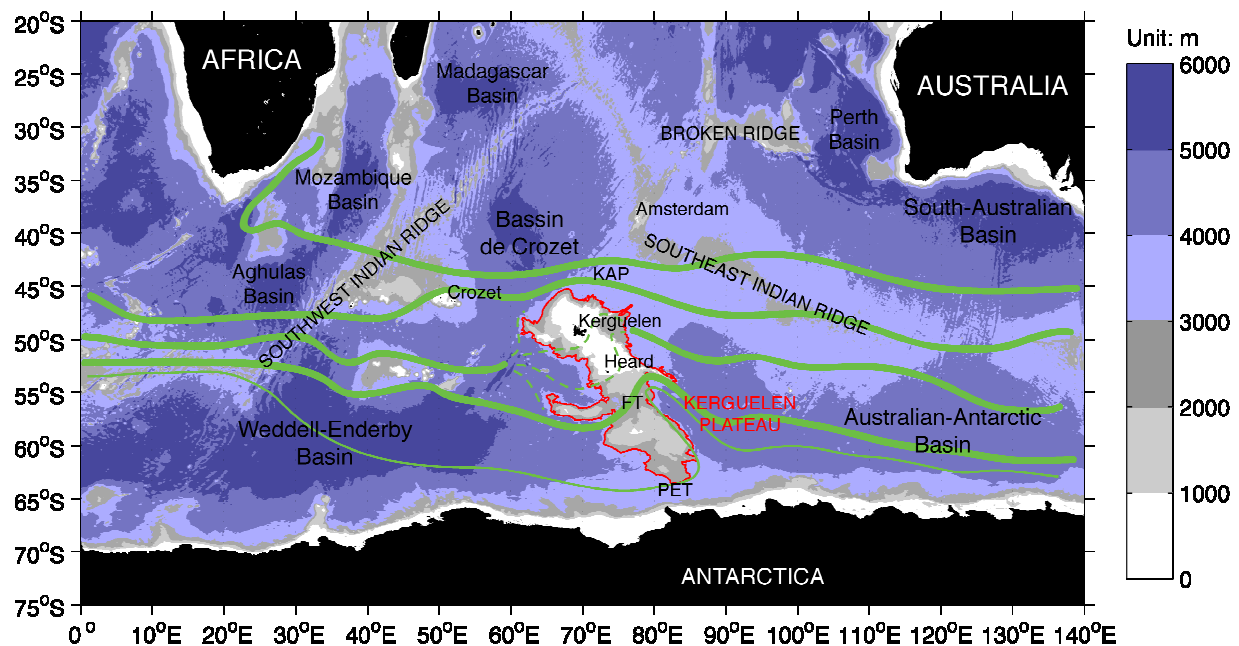 20°S
25°S
30°S
35°S
40°S
45°S
50°S
55°S
60°S
65°S
70°S
75°S
AFRICA
Madagascar
Basin
AUSTRALIA
BROKEN RIDGE
Perth
Basin
Mozambique
Basin
Amsterdam
South-Australian
Basin
Bassin
de Crozet
SOUTHWEST INDIAN RIDGE
SOUTHEAST INDIAN RIDGE
Aghulas
Basin
KAP
Crozet
Kerguelen
Heard
FT
KERGUELEN
PLATEAU
Australian-Antarctic
Basin
Weddell-Enderby
Basin
PET
ANTARCTICA
0°
10°E
20°E
30°E
40°E
50°E
60°E
70°E
80°E
90°E
100°E
110°E
120°E
130°E
140°E
Unit: m
6000
5000
4000
3000
2000
1000
0